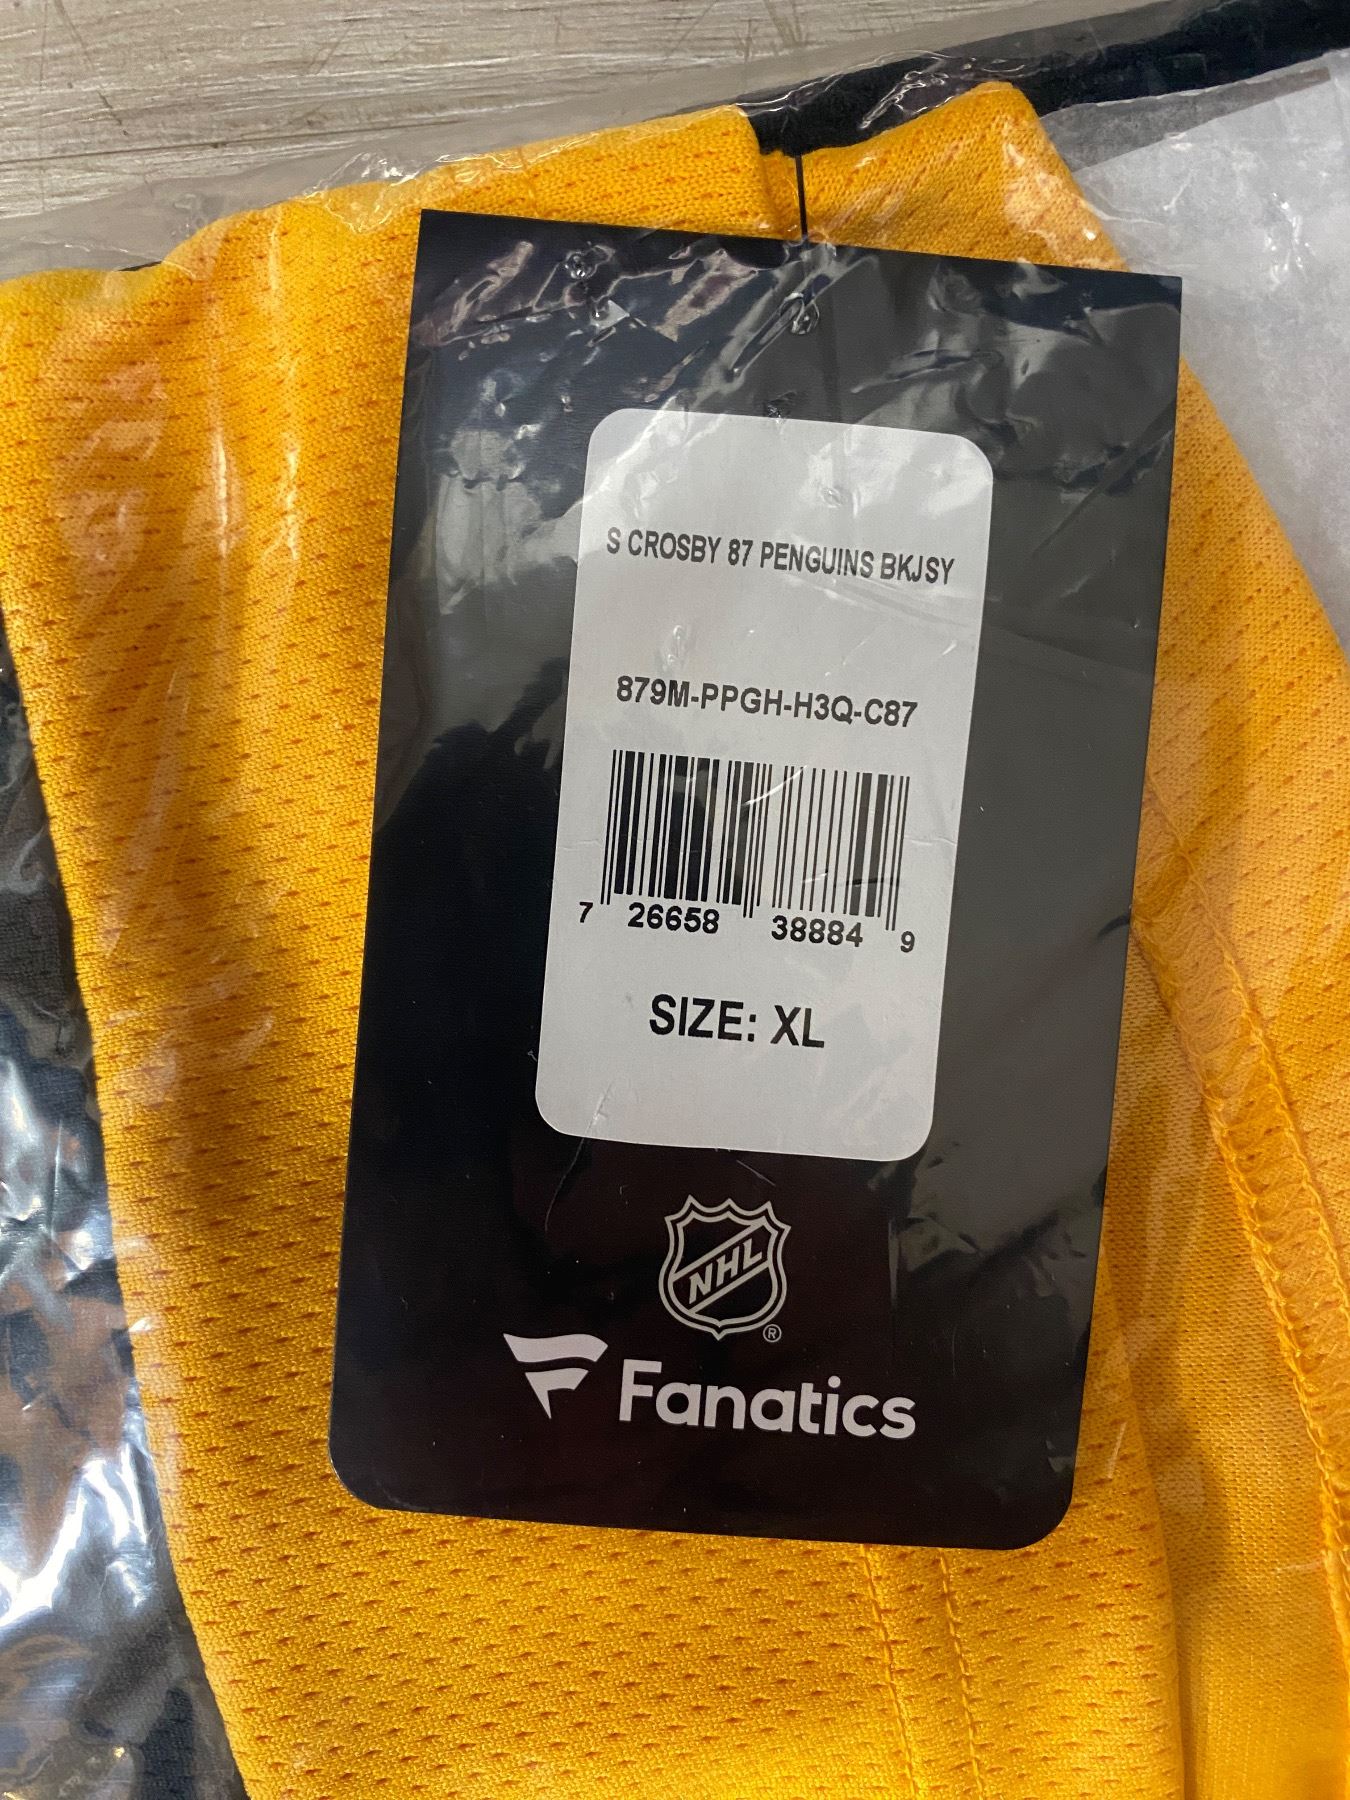 S CROSBY 87 PENGUINS BKJSY
879M-PPGH-H3Q-C87
7 26658 38884 9
SIZE: XL
NHL
®
Fanatics